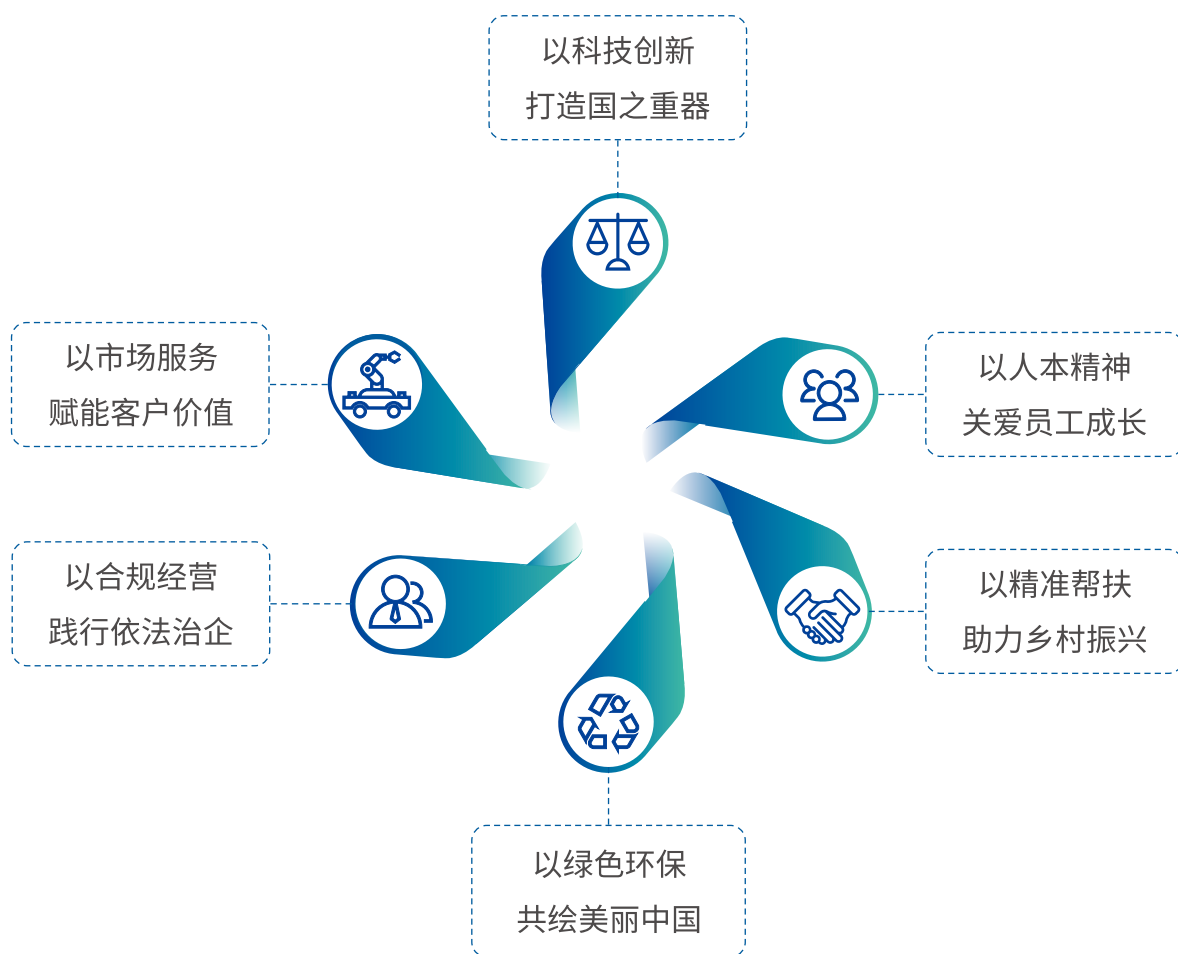 以科技创新
打造国之重器
以市场服务
赋能客户价值
以人本精神
关爱员工成长
以合规经营
践行依法治企
以精准帮扶
助力乡村振兴
以绿色环保
共绘美丽中国